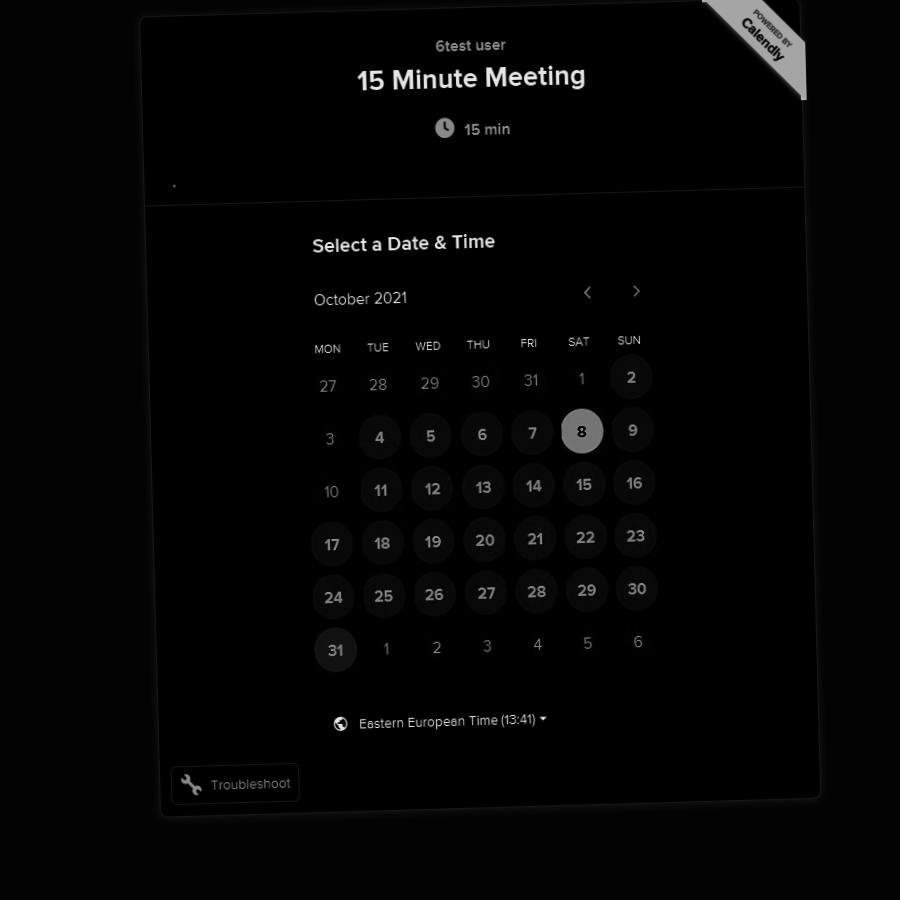 POWERED BY
Calendly
6test user
15 Minute Meeting
15 min
Select a Date & Time
October 2021
MON TUE WED THU FRI SAT SUN
27 28 29 30 31 1 2
3 4 5 6 7 8 9
10 11 12 13 14 15 16
17 18 19 20 21 22 23
24 25 26 27 28 29 30
31 1 2 3 4 5 6
Eastern European Time (13:41)
Troubleshoot